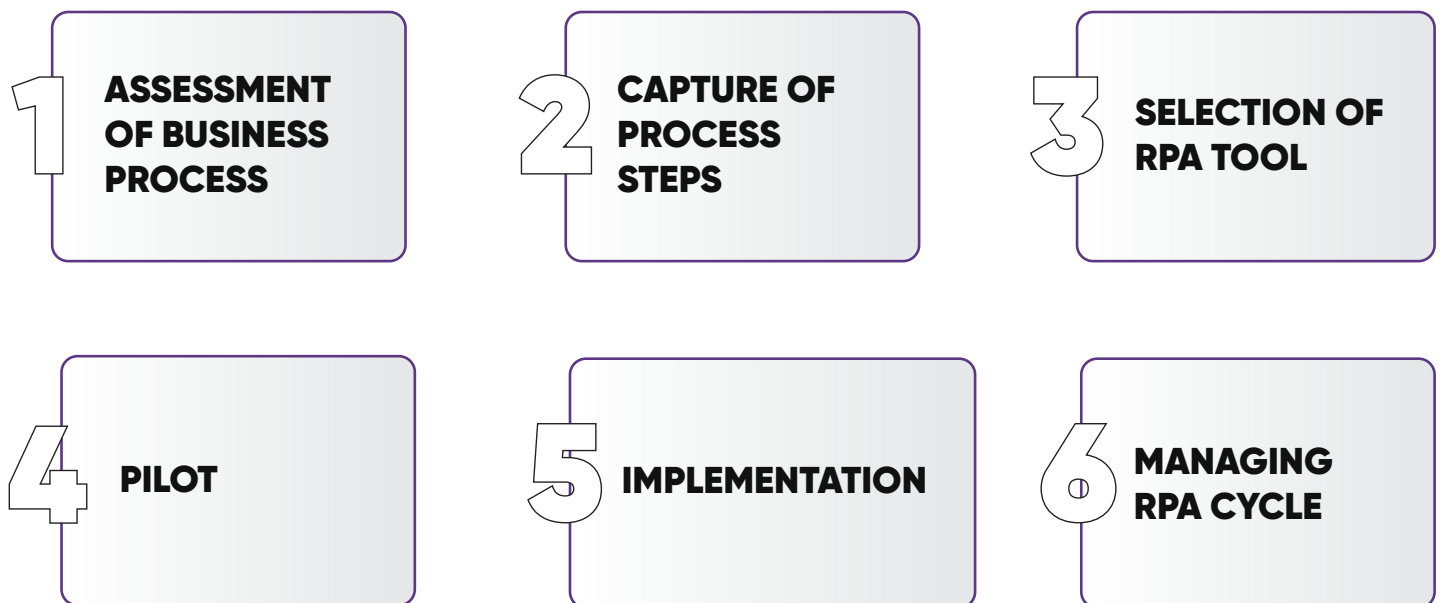 1
ASSESSMENT
OF BUSINESS
PROCESS
2
CAPTURE OF
PROCESS
STEPS
3
SELECTION OF
RPA TOOL
4
PILOT
5
IMPLEMENTATION
6
MANAGING
RPA CYCLE